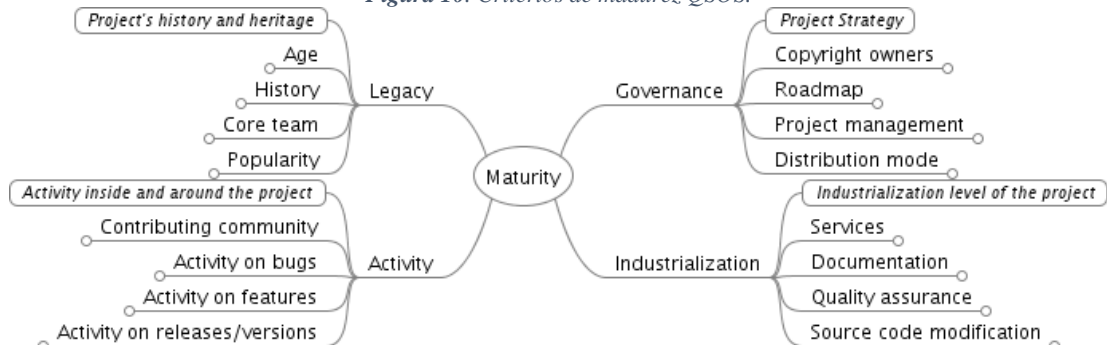 Figura 10. Criterios de madurez QSOS.
Project's history and heritage
Age
History
Core team
Popularity
Legacy
Activity inside and around the project
Contributing community
Activity on bugs
Activity on features
Activity on releases/versions
Activity
Maturity
Governance
Project Strategy
Copyright owners
Roadmap
Project management
Distribution mode
Industrialization
Industrialization level of the project
Services
Documentation
Quality assurance
Source code modification